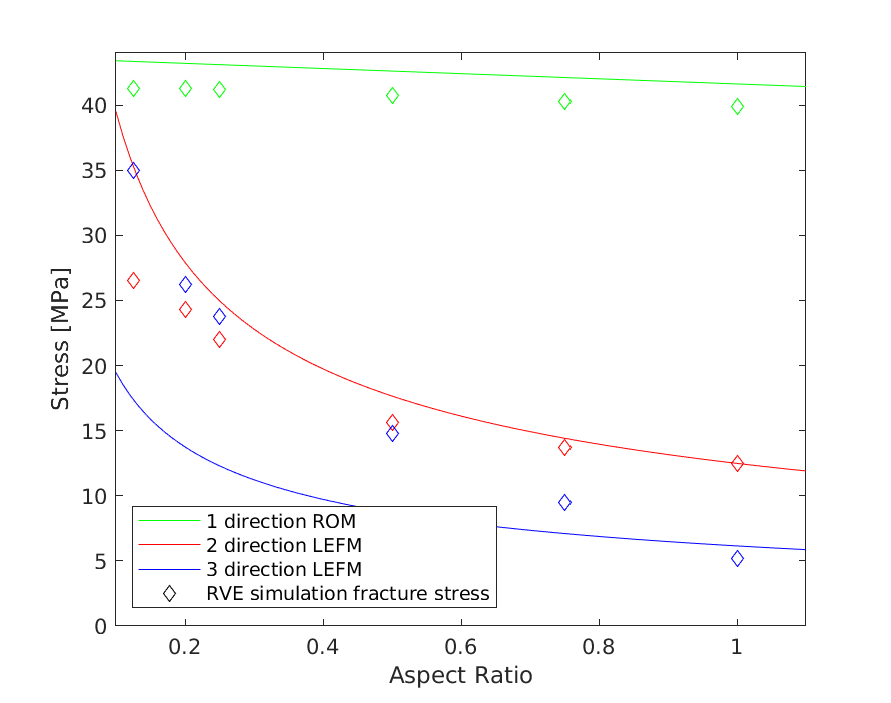 40
35
30
25
20
15
10
5
0
Stress [MPa]
1 direction ROM
2 direction LEFM
3 direction LEFM
RVE simulation fracture stress
0.2 0.4 0.6 0.8 1
Aspect Ratio